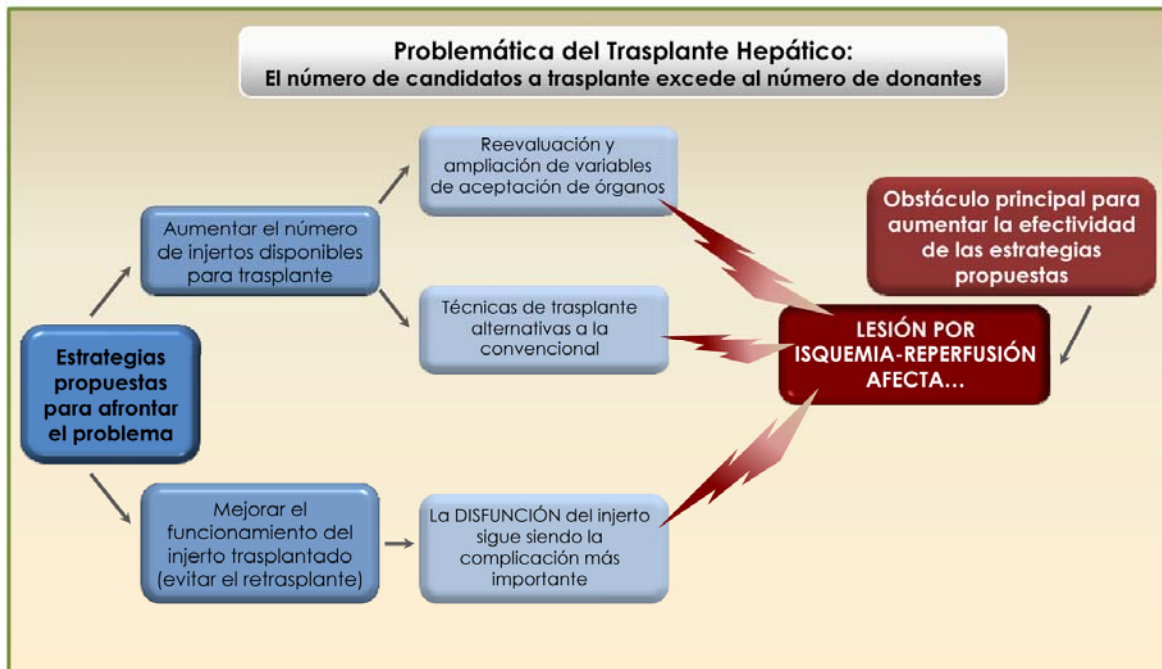 Problemática del Trasplante Hepático:
El número de candidatos a trasplante excede al número de donantes
Reevaluación y
ampliación de variables
de aceptación de órganos
Aumentar el número
de injertos disponibles
para trasplante
Técnicas de trasplante
alternativas a la
convencional
Estrategias
propuestas
para afrontar
el problema
Mejorar el
funcionamiento del
injerto trasplantado
(evitar el retrasplante)
La DISFUNCIÓN del injerto
sigue siendo la
complicación más
importante
Obstáculo principal para
aumentar la efectividad
de las estrategias
propuestas
LESIÓN POR
ISQUEMIA-REPERFUSIÓN
AFECTA...